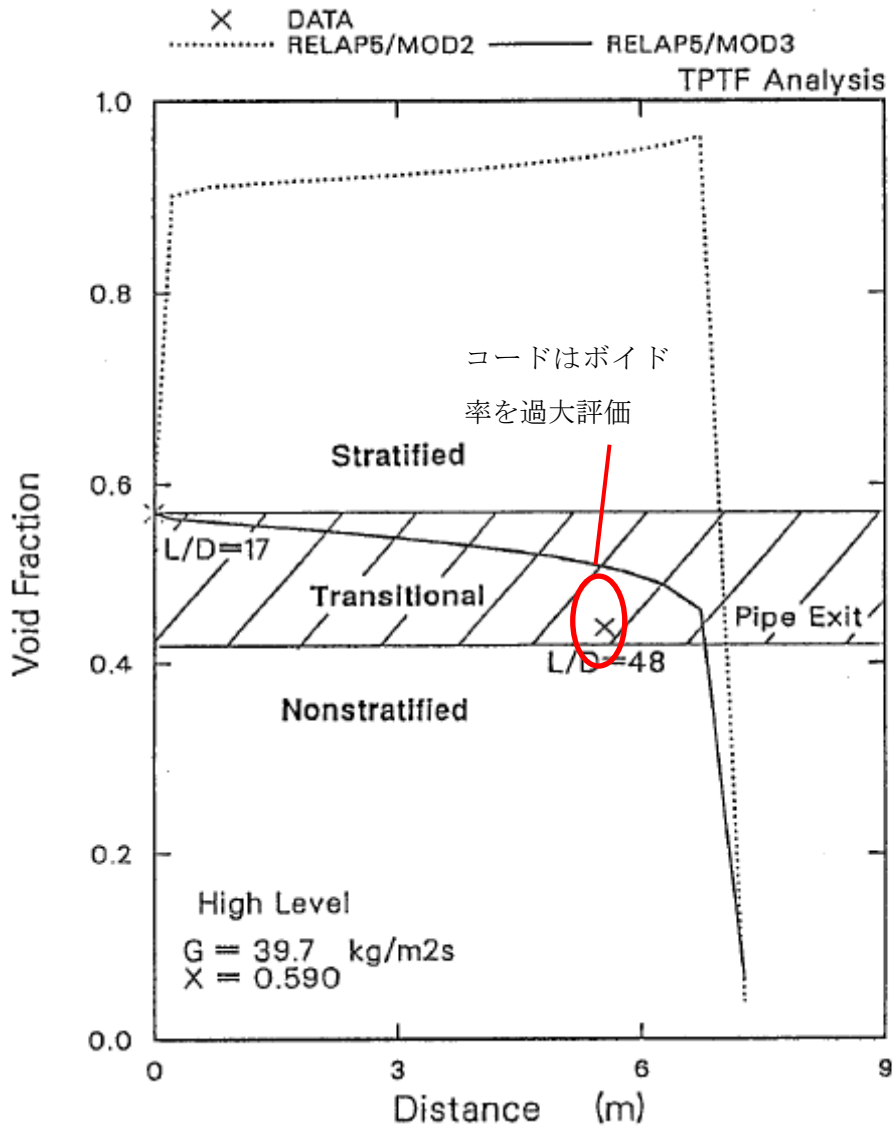 × DATA
RELAP5/MOD2 RELAP5/MOD3
TPTF Analysis
1.0
0.8
0.6
0.4
0.2
0.0
Void Fraction
コードはボイド
率を過大評価
Stratified
L/D=17
Transitional
Pipe Exit
L/D=48
Nonstratified
High Level
G = 39.7 kg/m2s
X = 0.590
0 3 6 9
Distance (m)